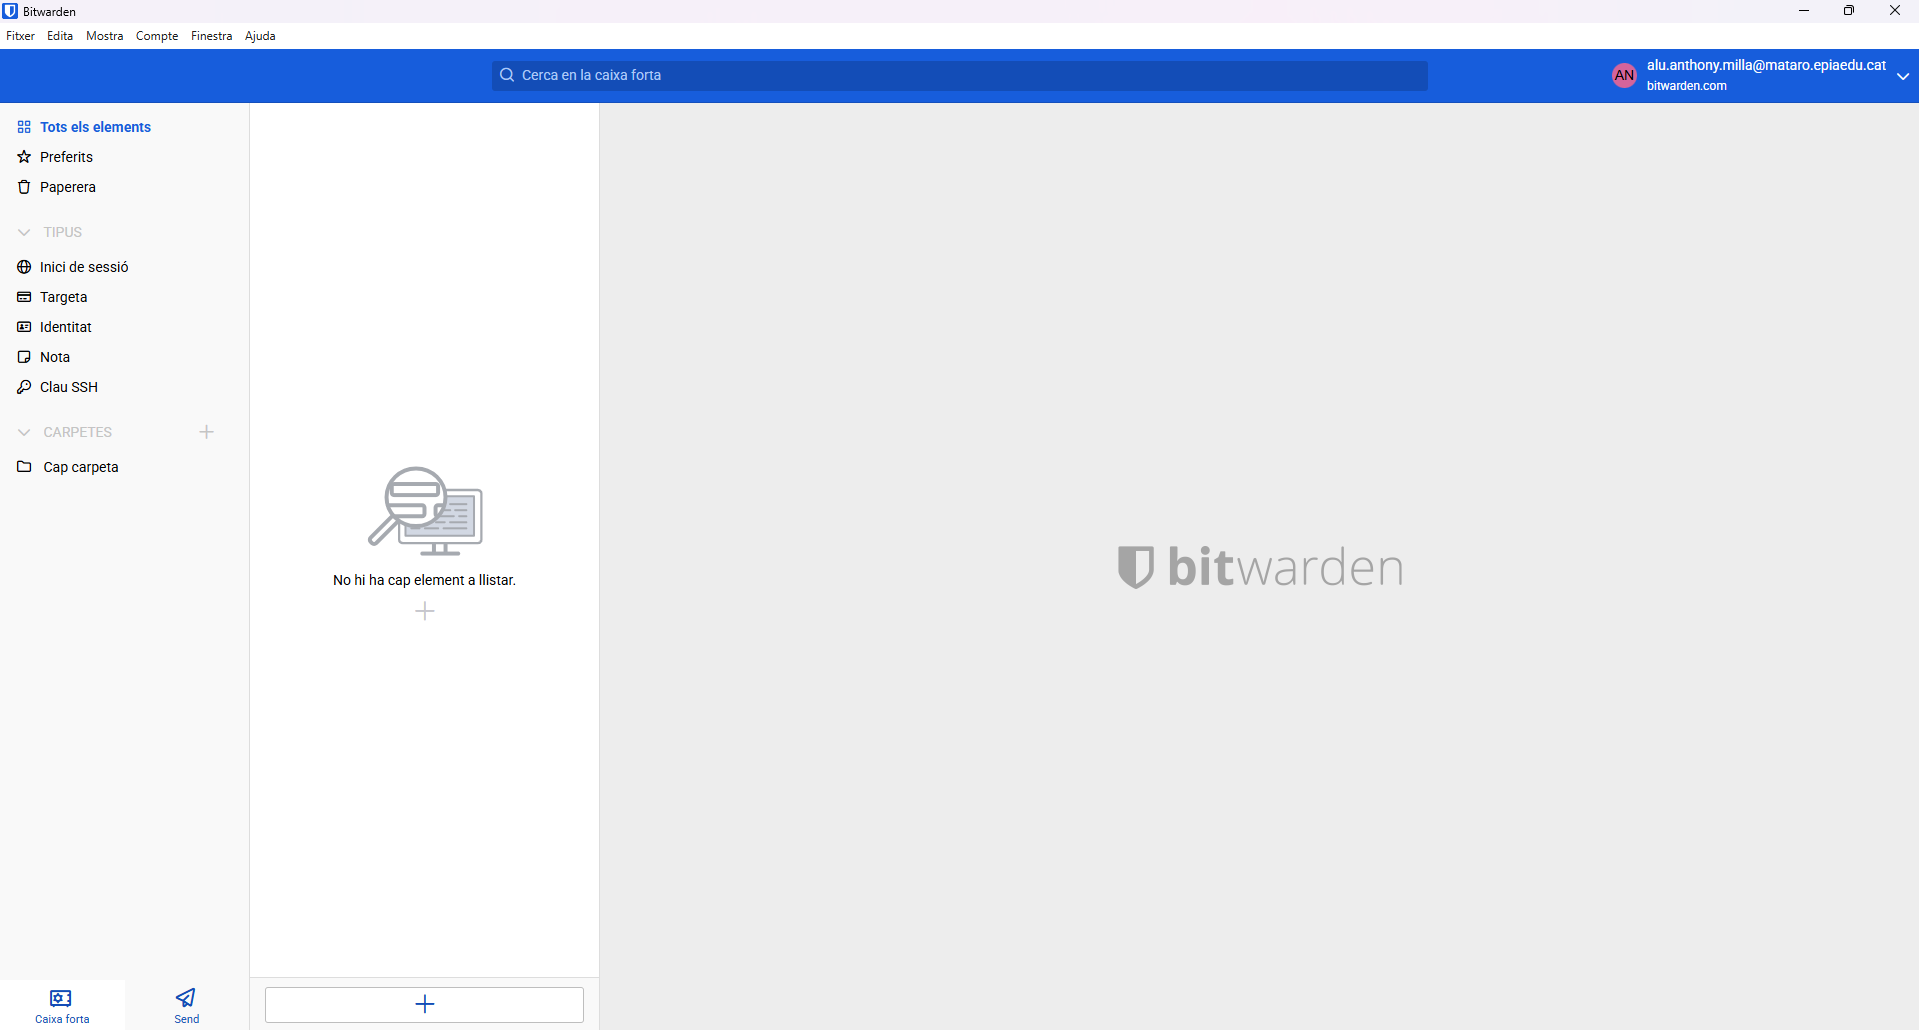 Bitwarden
Fitxer Edita Mostra Compte Finestra Ajuda
Cerca en la caixa forta
AN
alu.anthony.milla@mataro.epiaedu.cat
bitwarden.com
Tots els elements
Preferits
Paperera
TIPUS
Inici de sessió
Targeta
Identitat
Nota
Clau SSH
CARPETES
Cap carpeta
No hi ha cap element a llistar.
bitwarden
Caixa forta
Send